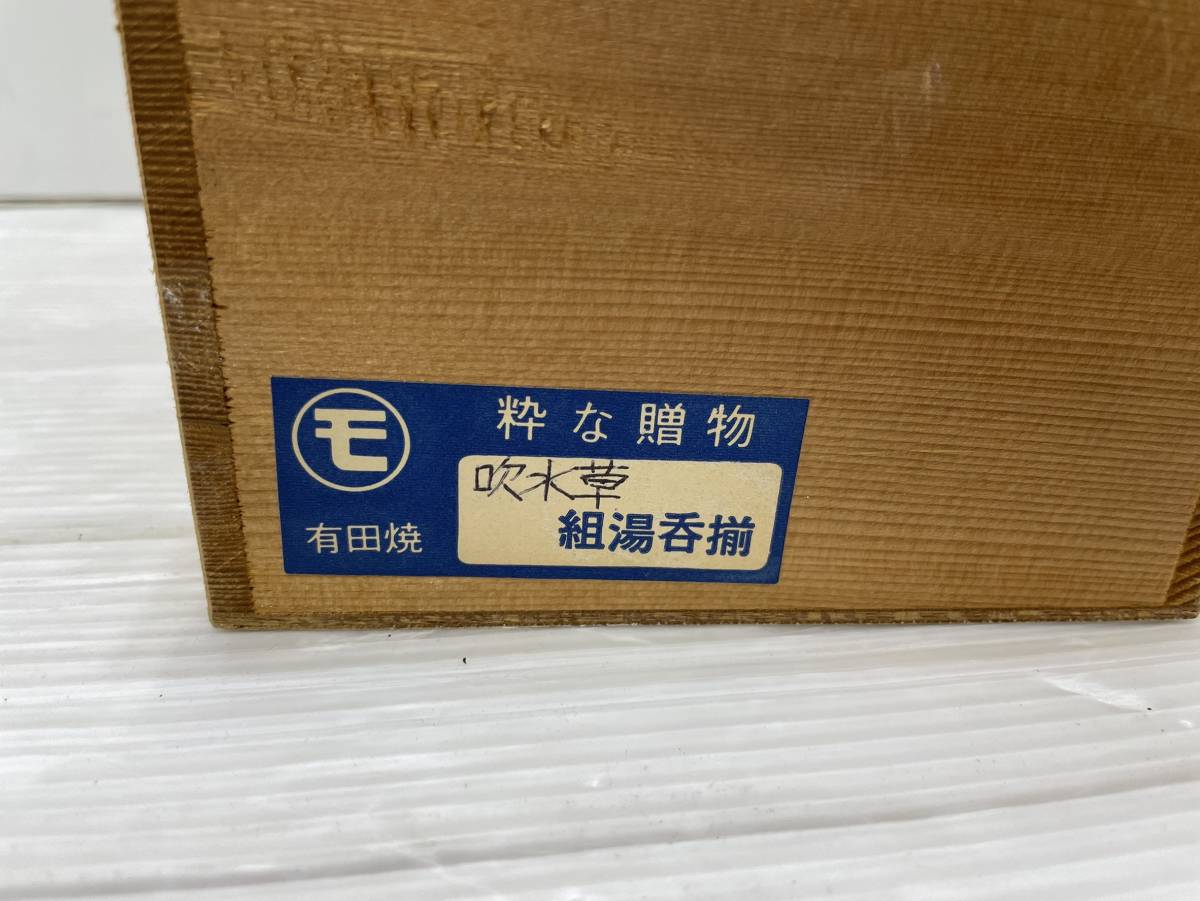 モ
有田焼
粋な贈物
吹水草
組湯呑揃